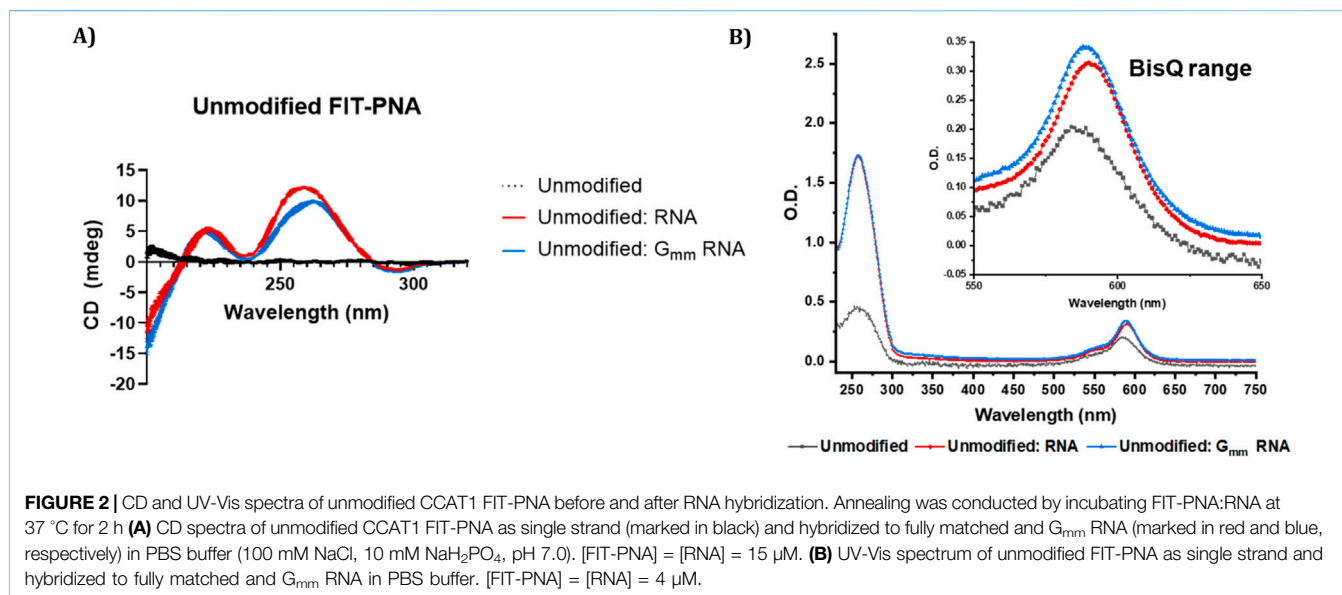 A)
Unmodified FIT-PNA
15
10
5
0
-5
-10
-15
-20
250
300
CD (mdeg)
Wavelength (nm)
Unmodified
Unmodified: RNA
Unmodified: Gmm RNA
B)
2.5
2.0
1.5
1.0
0.5
0.0
O.D.
250 300 350 400 450 500 550 600 650 700 750
Wavelength (nm)
BisQ range
0.35
0.30
0.25
0.20
0.15
0.10
0.05
0.00
-0.05
O.D.
550 600 650
Wavelength (nm)
Unmodified Unmodified: RNA Unmodified: Gmm RNA
FIGURE 2 | CD and UV-Vis spectra of unmodified CCAT1 FIT-PNA before and after RNA hybridization. Annealing was conducted by incubating FIT-PNA:RNA at
37 °C for 2 h (A) CD spectra of unmodified CCAT1 FIT-PNA as single strand (marked in black) and hybridized to fully matched and Gmm RNA (marked in red and blue,
respectively) in PBS buffer (100 mM NaCl, 10 mM NaH2PO4, pH 7.0). [FIT-PNA] = [RNA] = 15 µM. (B) UV-Vis spectrum of unmodified FIT-PNA as single strand and
hybridized to fully matched and Gmm RNA in PBS buffer. [FIT-PNA] = [RNA] = 4 µM.